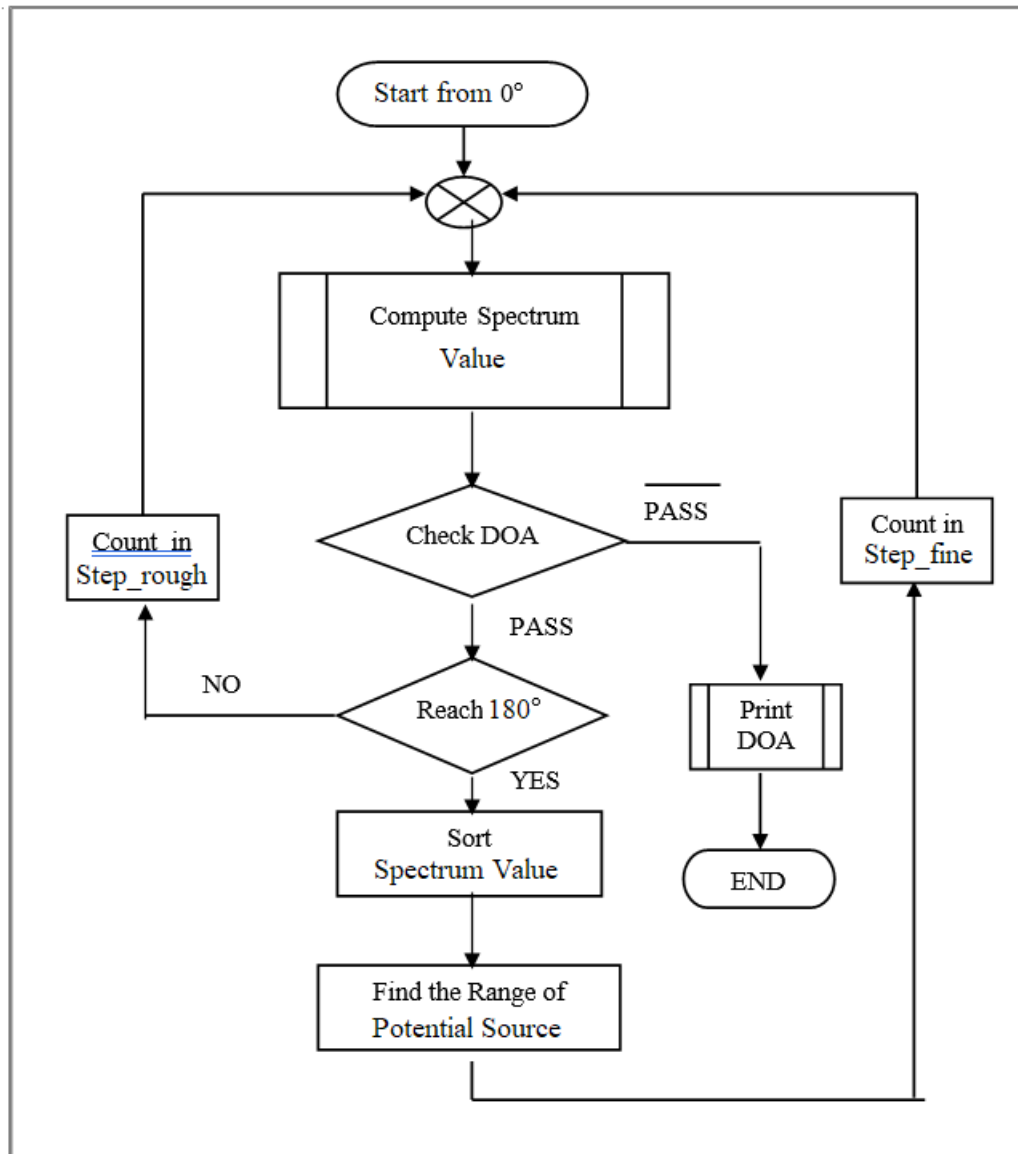 Start from 0°
Compute Spectrum
Value
Check DOA
P̅A̅S̅S̅
Count in
Step_rough
Count in
Step_fine
PASS
NO
Reach 180°
Print
DOA
YES
Sort
Spectrum Value
END
Find the Range of
Potential Source